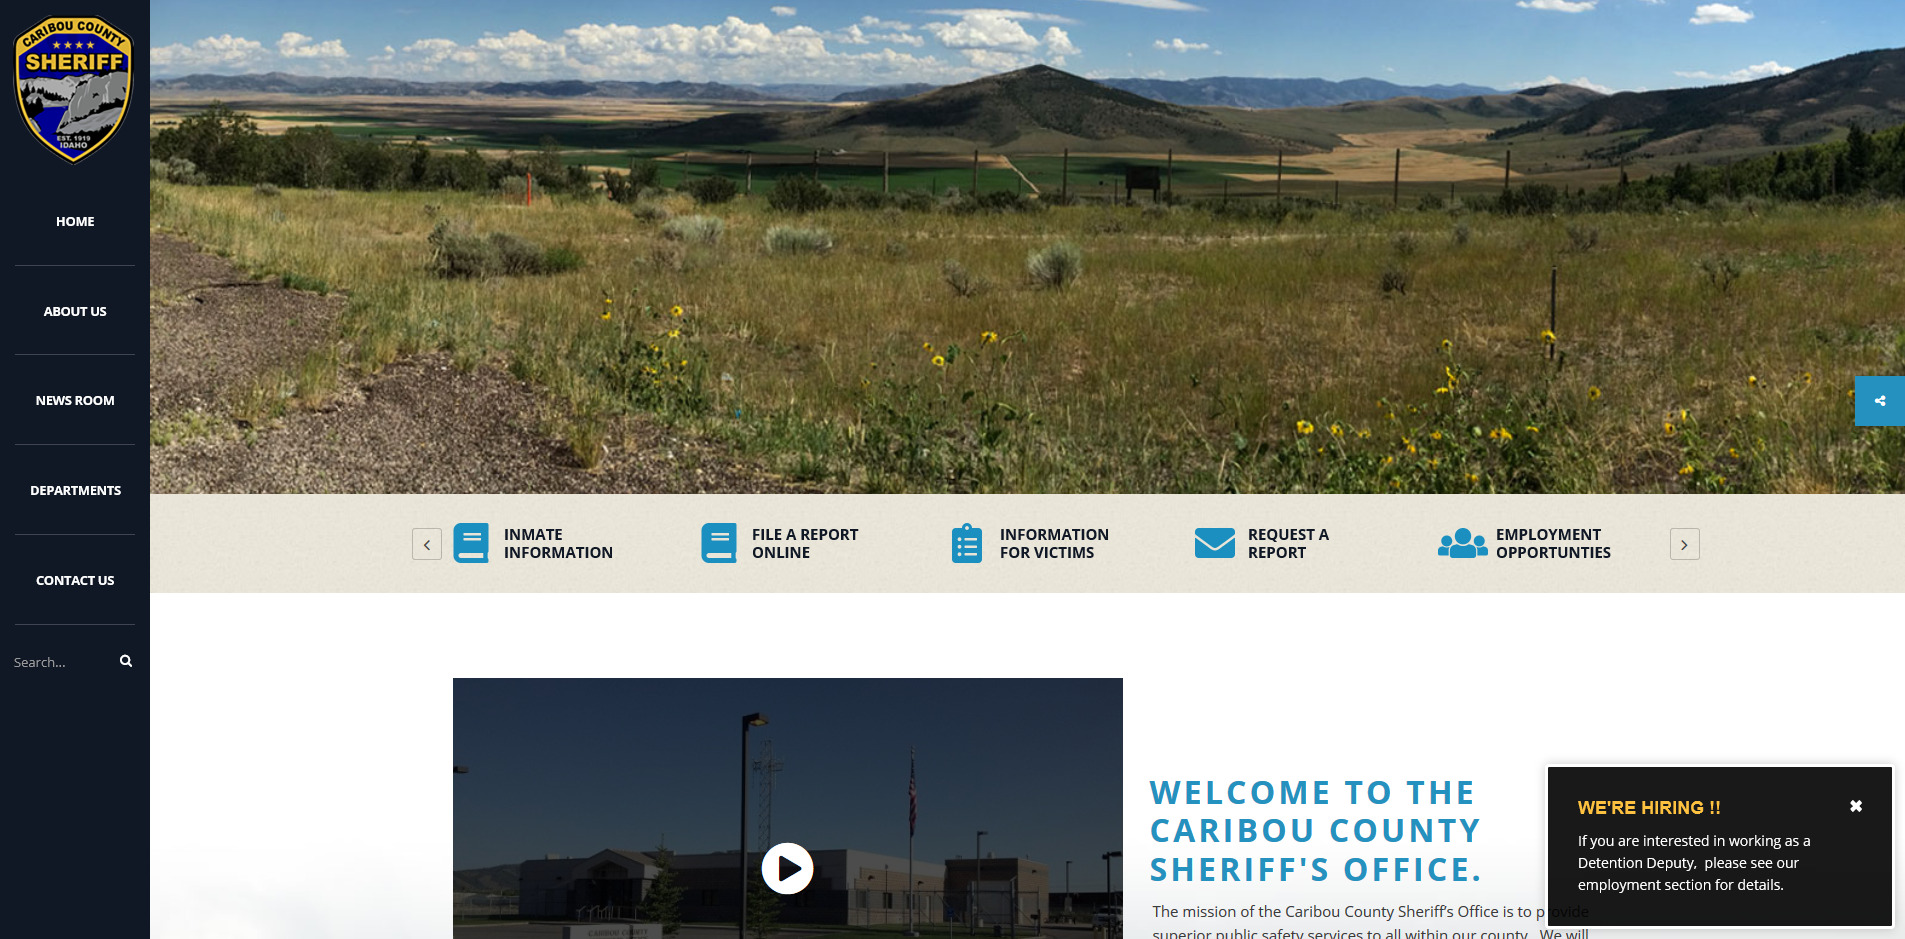 CARIBOU COUNTY
SHERIFF
EST. 1919
IDAHO
HOME
ABOUT US
NEWS ROOM
DEPARTMENTS
CONTACT US
Search...
INMATE
INFORMATION
FILE A REPORT
ONLINE
INFORMATION
FOR VICTIMS
REQUEST A
REPORT
EMPLOYMENT
OPPORTUNTIES
CARIBOU COUNTY
WELCOME TO THE
CARIBOU COUNTY
SHERIFF'S OFFICE.
The mission of the Caribou County Sheriff's Office is to provide
superior public safety services to all within our county. We will
WE'RE HIRING !!
If you are interested in working as a
Detention Deputy, please see our
employment section for details.